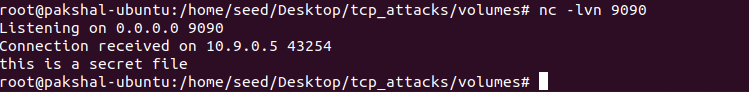 root@pakshal-ubuntu:/home/seed/Desktop/tcp_attacks/volumes# nc -lvn 9090
Listening on 0.0.0.0 9090
Connection received on 10.9.0.5 43254
this is a secret file
root@pakshal-ubuntu:/home/seed/Desktop/tcp_attacks/volumes#